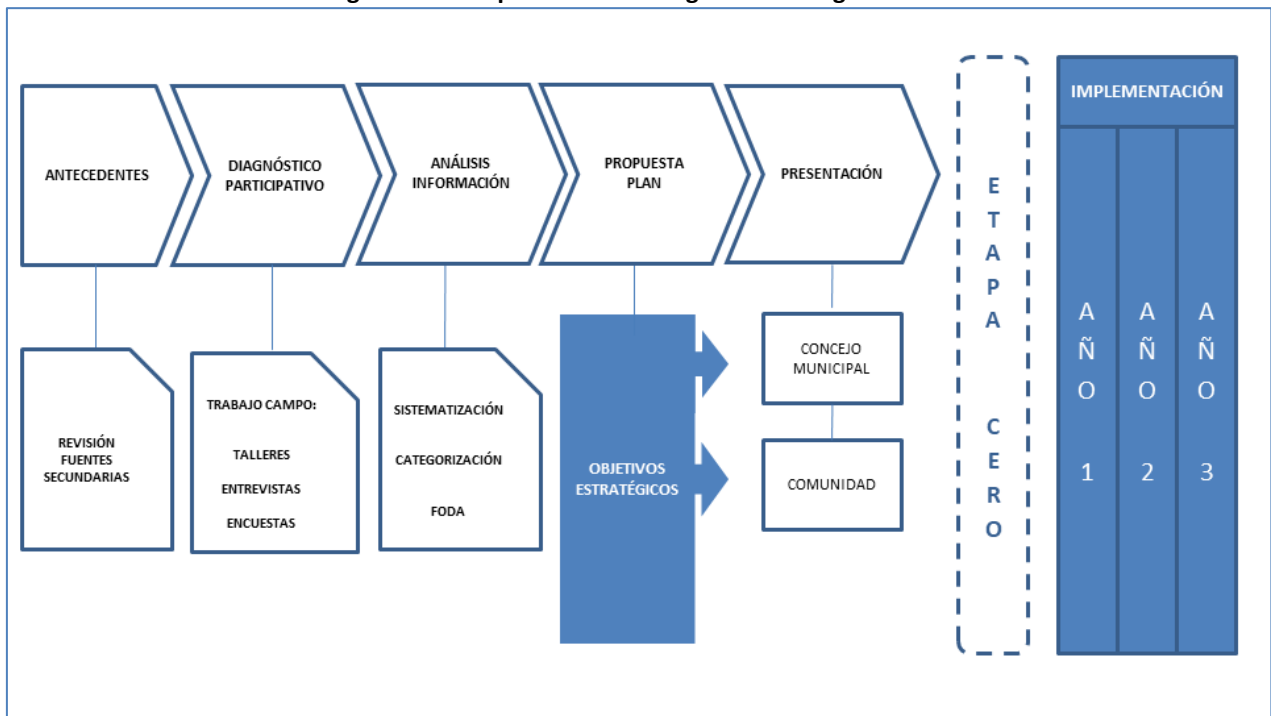 ANTECEDENTES
DIAGNÓSTICO
PARTICIPATIVO
ANÁLISIS
INFORMACIÓN
PROPUESTA
PLAN
PRESENTACIÓN
REVISIÓN
FUENTES
SECUNDARIAS
TRABAJO CAMPO:
TALLERES
ENTREVISTAS
ENCUESTAS
SISTEMATIZACIÓN
CATEGORIZACIÓN
FODA
OBJETIVOS
ESTRATÉGICOS
CONCEJO
MUNICIPAL
COMUNIDAD
ETAPA CERO
IMPLEMENTACIÓN
AÑO 1
AÑO 2
AÑO 3